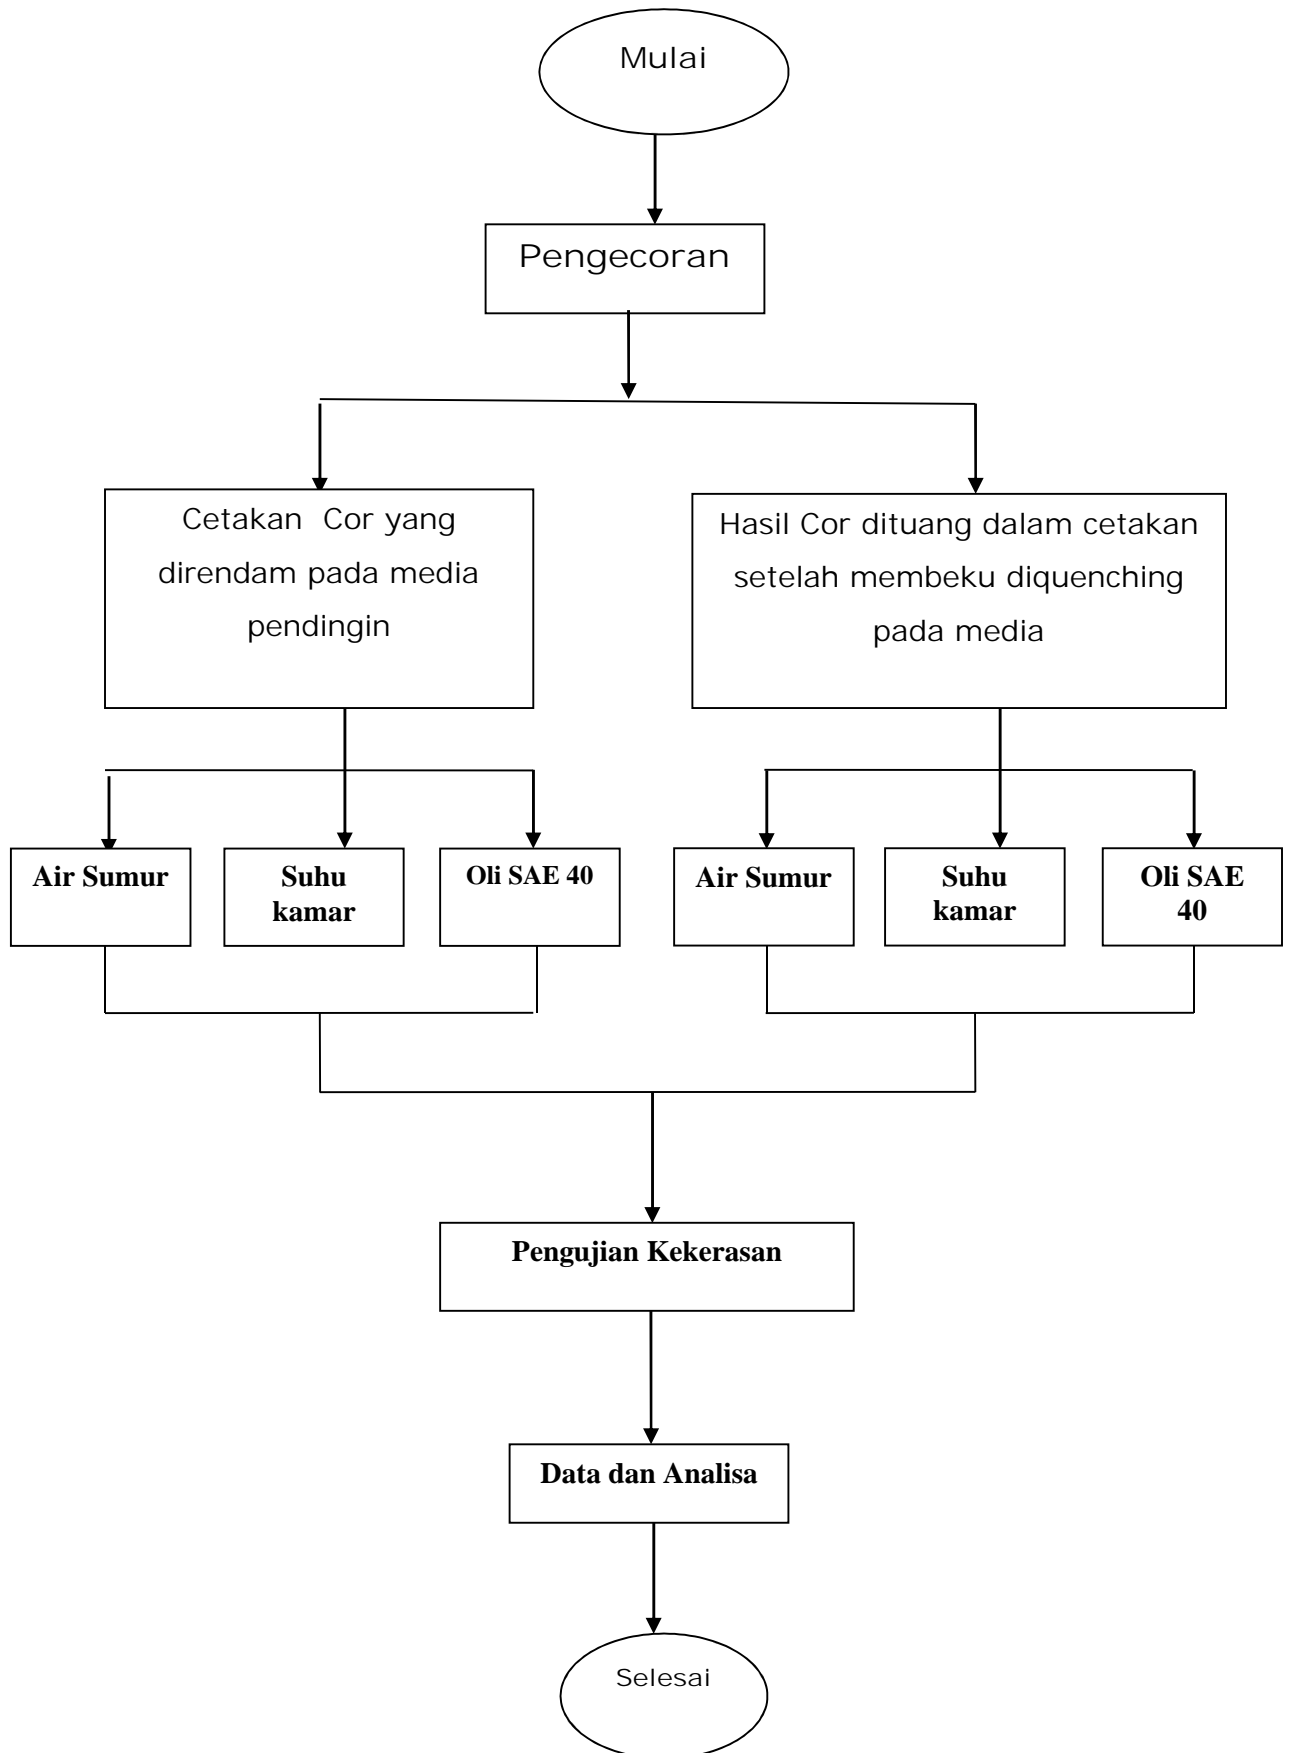 Mulai
Pengecoran
Cetakan Cor yang
direndam pada media
pendingin
Hasil Cor dituang dalam cetakan
setelah membeku diquenching
pada media
Air Sumur
Suhu
kamar
Oli SAE 40
Air Sumur
Suhu
kamar
Oli SAE
40
Pengujian Kekerasan
Data dan Analisa
Selesai